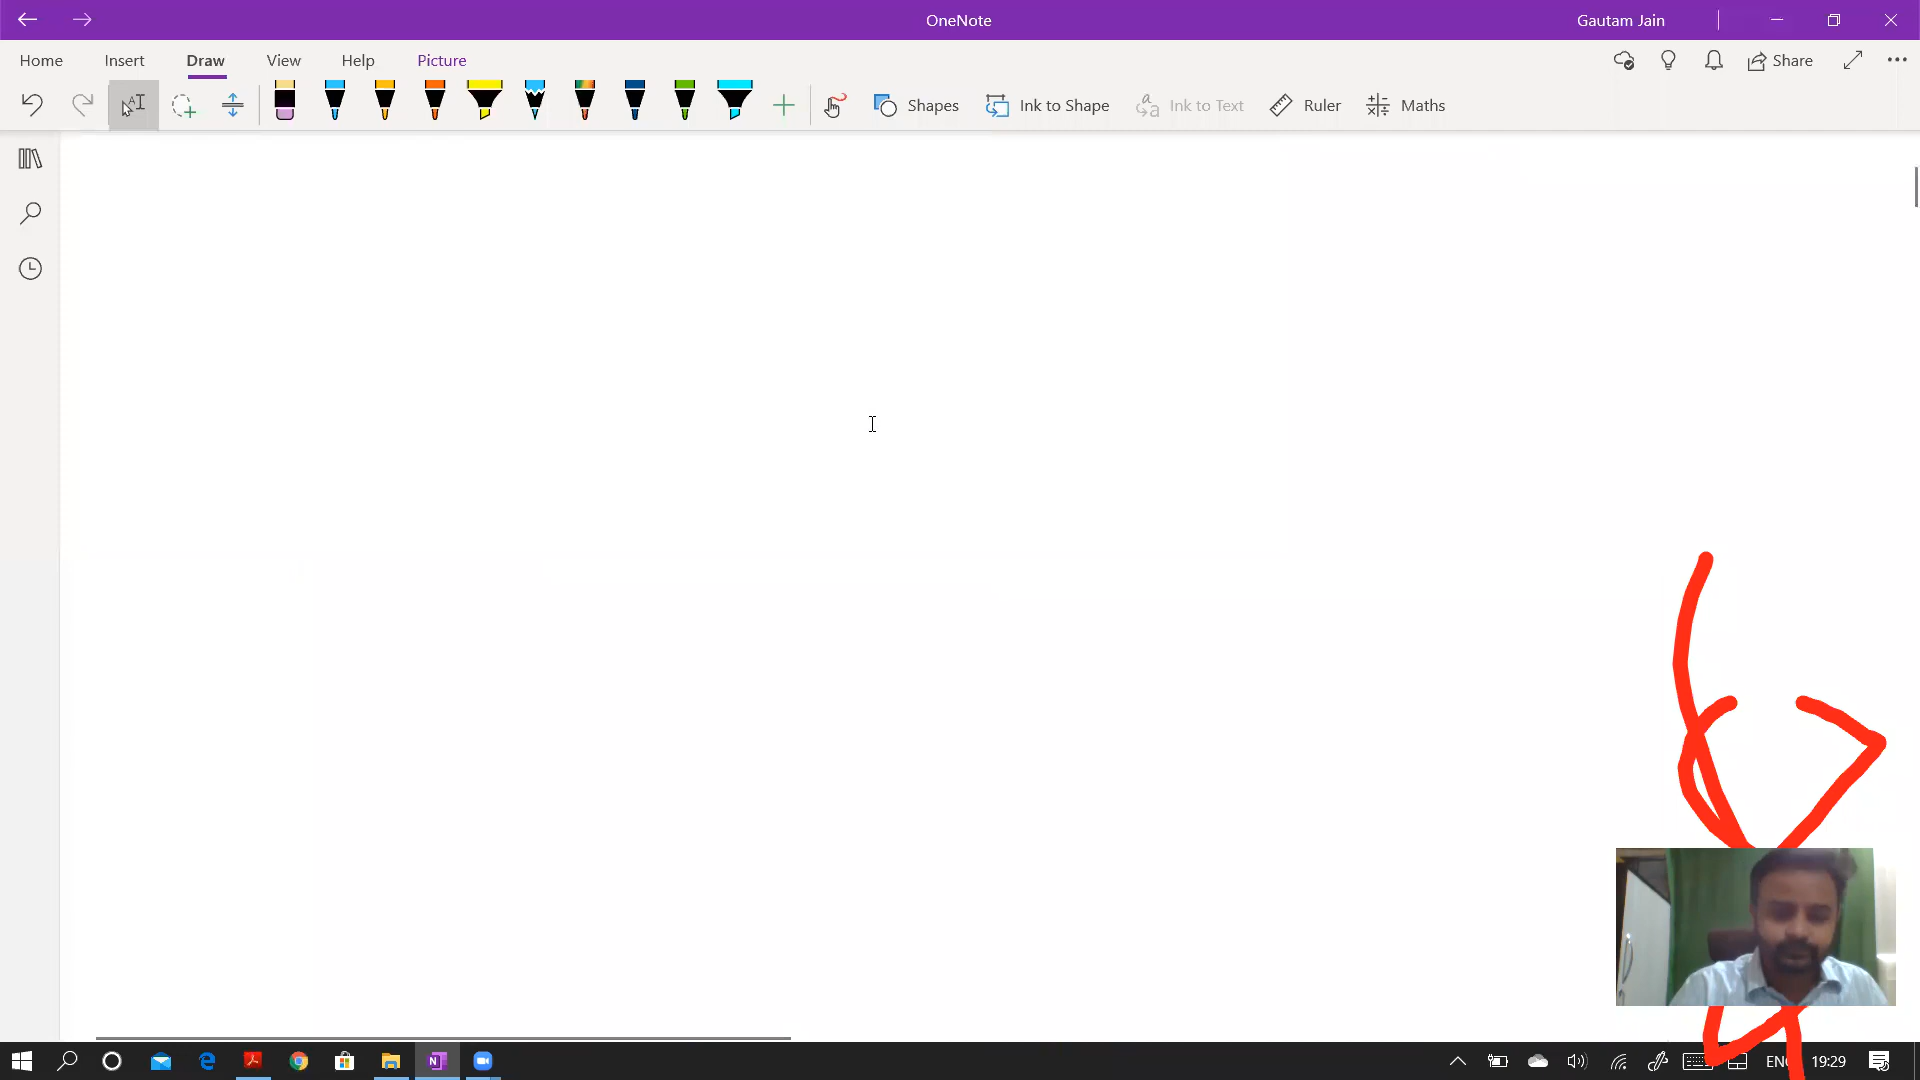 OneNote
Gautam Jain
Home Insert Draw View Help Picture
Share
Shapes Ink to Shape Ink to Text Ruler Maths
ENG 19:29